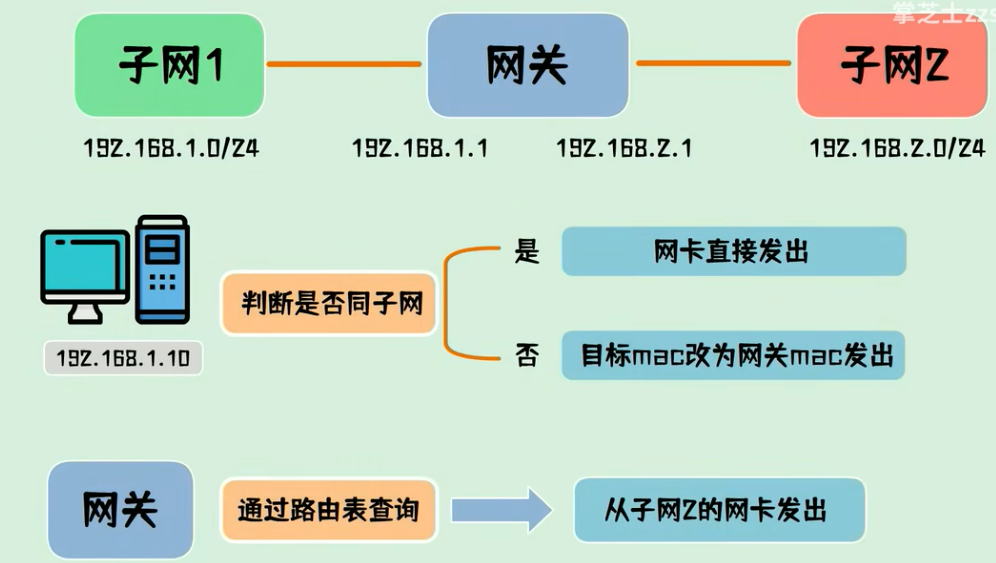 掌芝士zzs
子网1
网关
子网2
192.168.1.0/24
192.168.1.1
192.168.2.1
192.168.2.0/24
是
网卡直接发出
判断是否同子网
192.168.1.10
否
目标mac改为网关mac发出
网关
通过路由表查询
从子网2的网卡发出